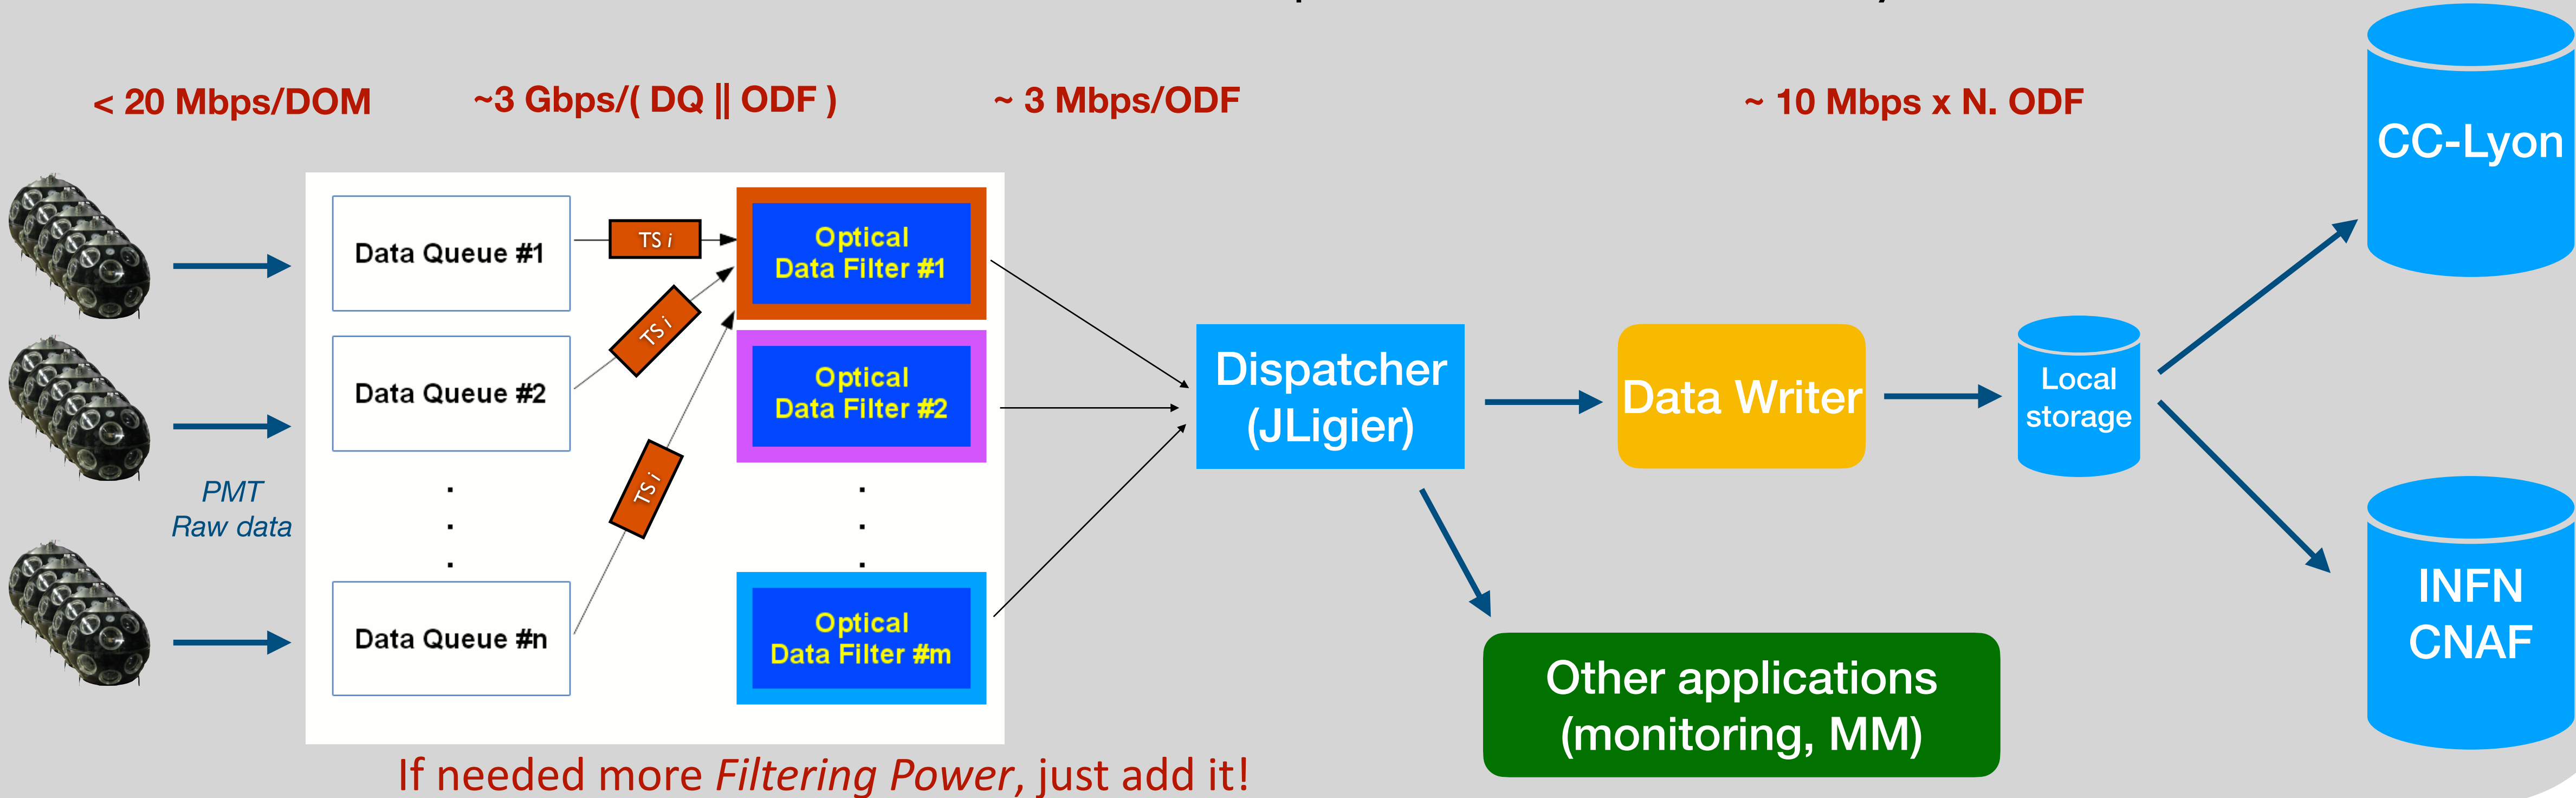 < 20 Mbps/DOM
~3 Gbps/( DQ || ODF )
~ 3 Mbps/ODF
~ 10 Mbps x N. ODF
CC-Lyon
Data Queue #1
TS i
Optical
Data Filter #1
TS i
Data Queue #2
Optical
Data Filter #2
Dispatcher
(JLigier)
Data Writer
Local
storage
PMT
Raw data
TS i
INFN
CNAF
Data Queue #n
Optical
Data Filter #m
Other applications
(monitoring, MM)
If needed more Filtering Power, just add it!